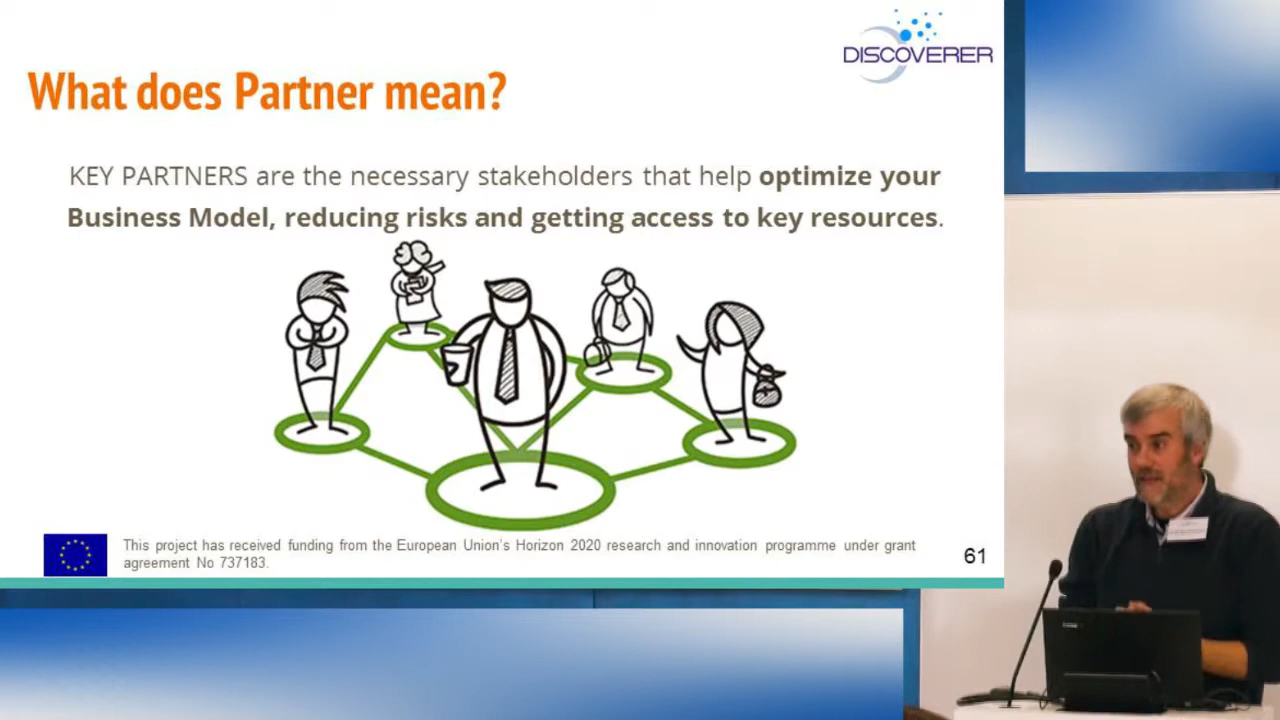 DISCOVERER
What does Partner mean?
KEY PARTNERS are the necessary stakeholders that help optimize your
Business Model, reducing risks and getting access to key resources.
This project has received funding from the European Union's Horizon 2020 research and innovation programme under grant
agreement No 737183.
61